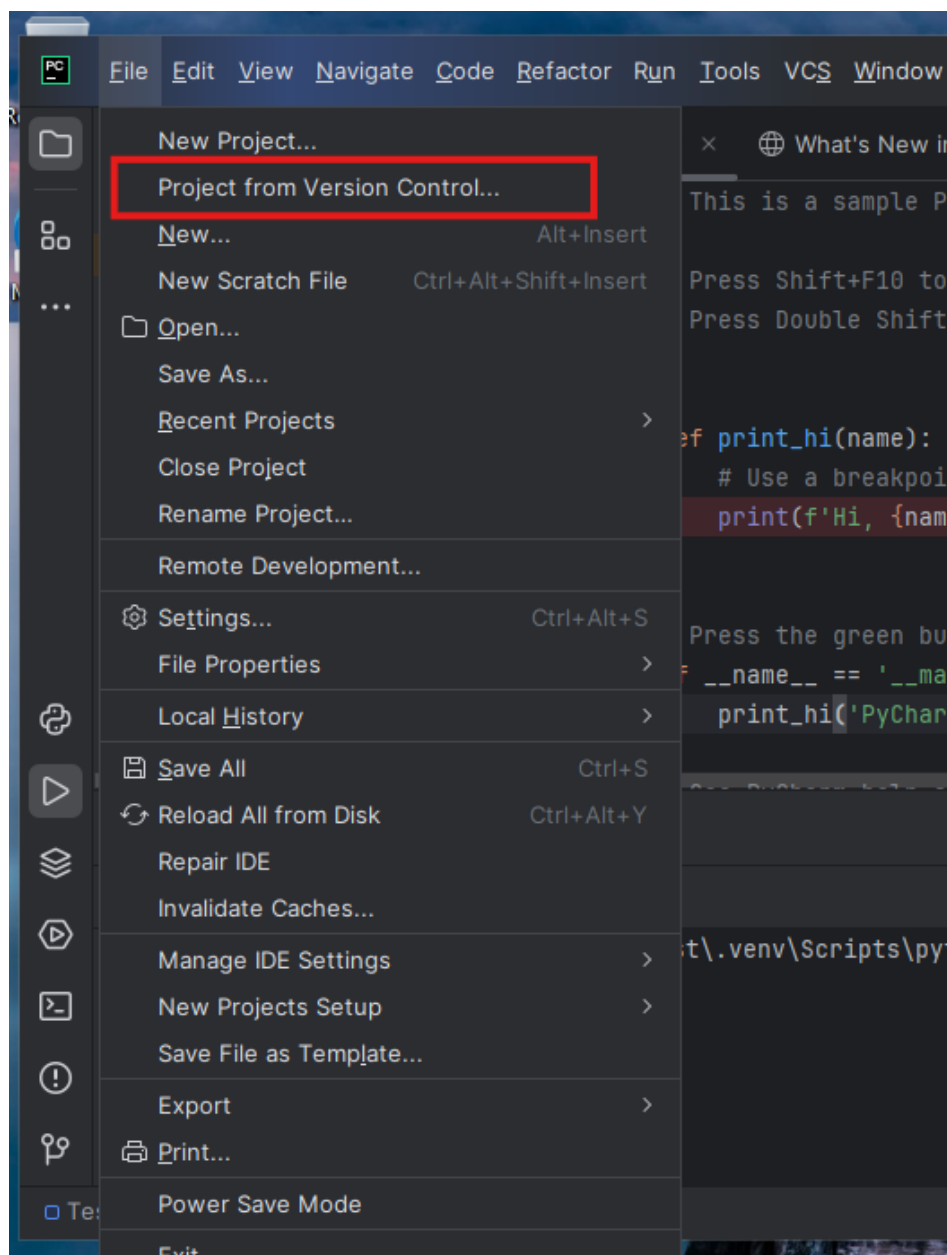 PC File Edit View Navigate Code Refactor Run Tools VCS Window
New Project...
What's New
Project from Version Control...
This is a sample
New... Alt+Insert
New Scratch File Ctrl+Alt+Shift+Insert
Press Shift+F10 to
Open...
Press Double Shift
Save As...
Recent Projects
print_hi(name):
Close Project
# Use a
Rename Project...
print(f'Hi, {nam
Remote Development...
Settings... Ctrl+Alt+S
Press the green
File Properties
__name__ == '__ma
Local History
print_hi('PyChar
Save All Ctrl+S
Reload All from Disk Ctrl+Alt+Y
Repair IDE
Invalidate Caches...
t\.venv\Scripts\py
Manage IDE Settings
New Projects Setup
Save File as Template...
Export
Print...
Power Save Mode
Exit